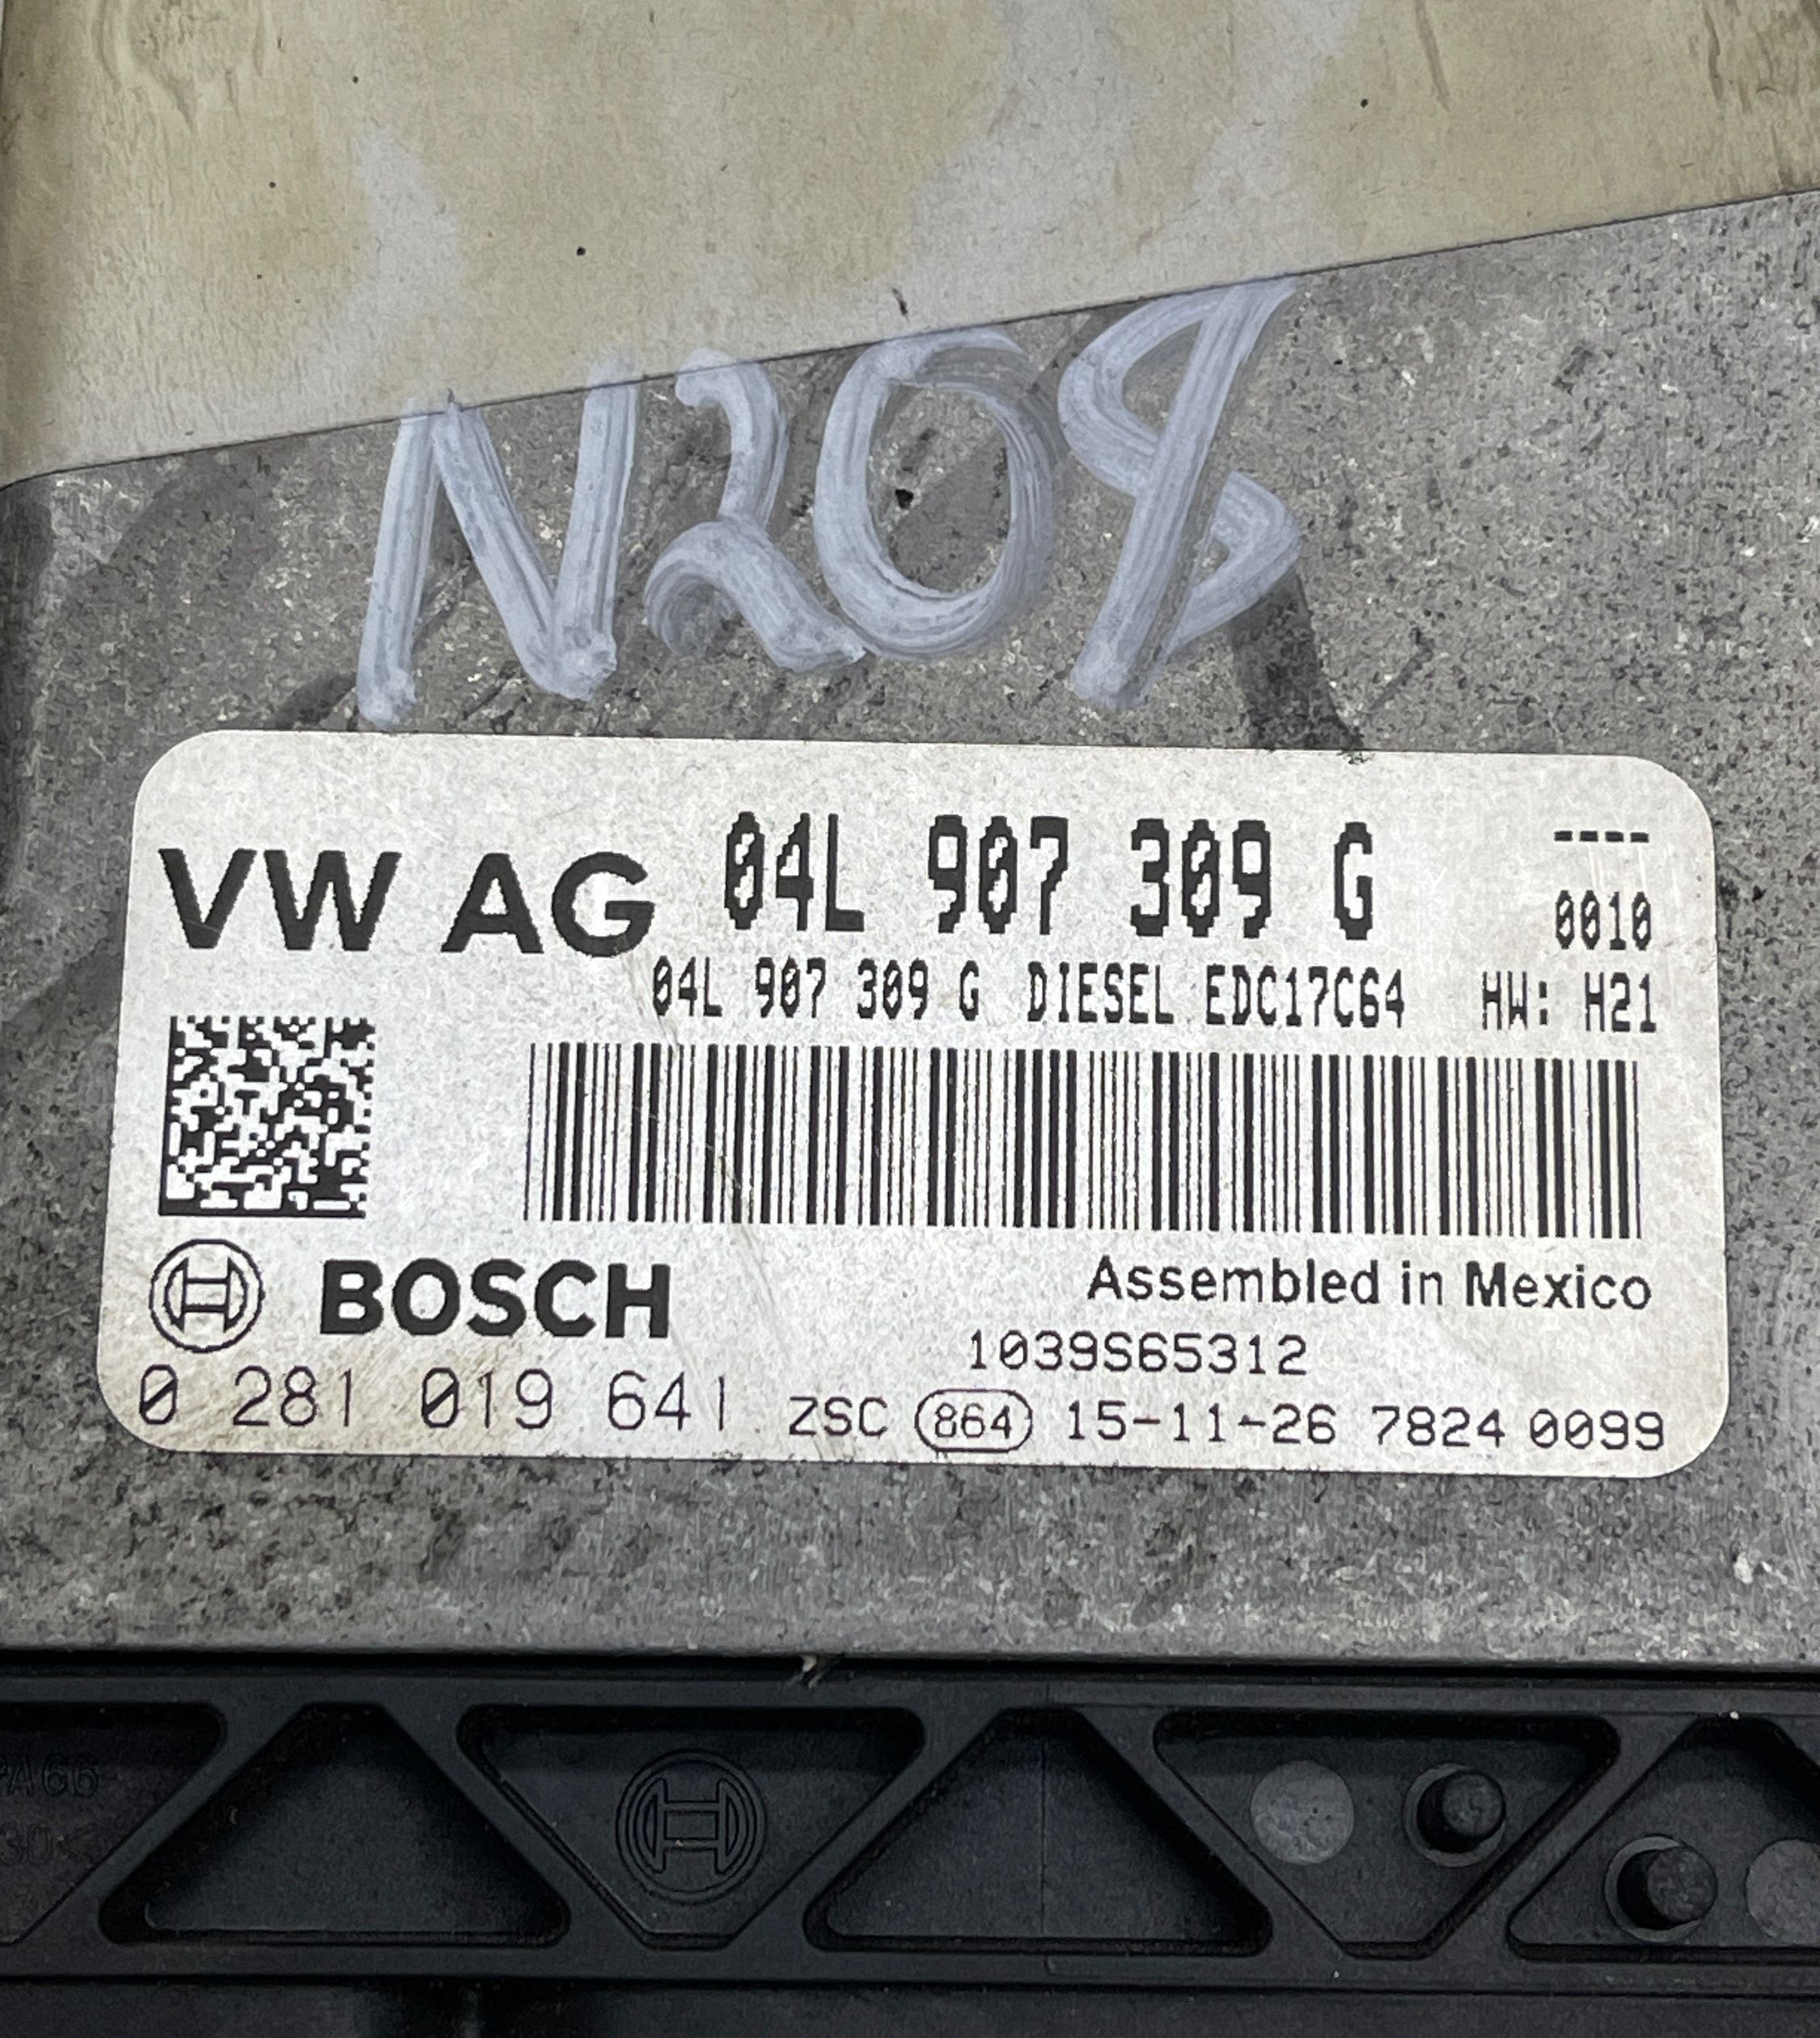 N208
VW AG 04L 907 309 G ----
0010
04L 907 309 G DIESEL EDC17C64 HW: H21
BOSCH Assembled in Mexico
1039S65312
0 281 019 641 ZSC 864 15-11-26 7824 0099